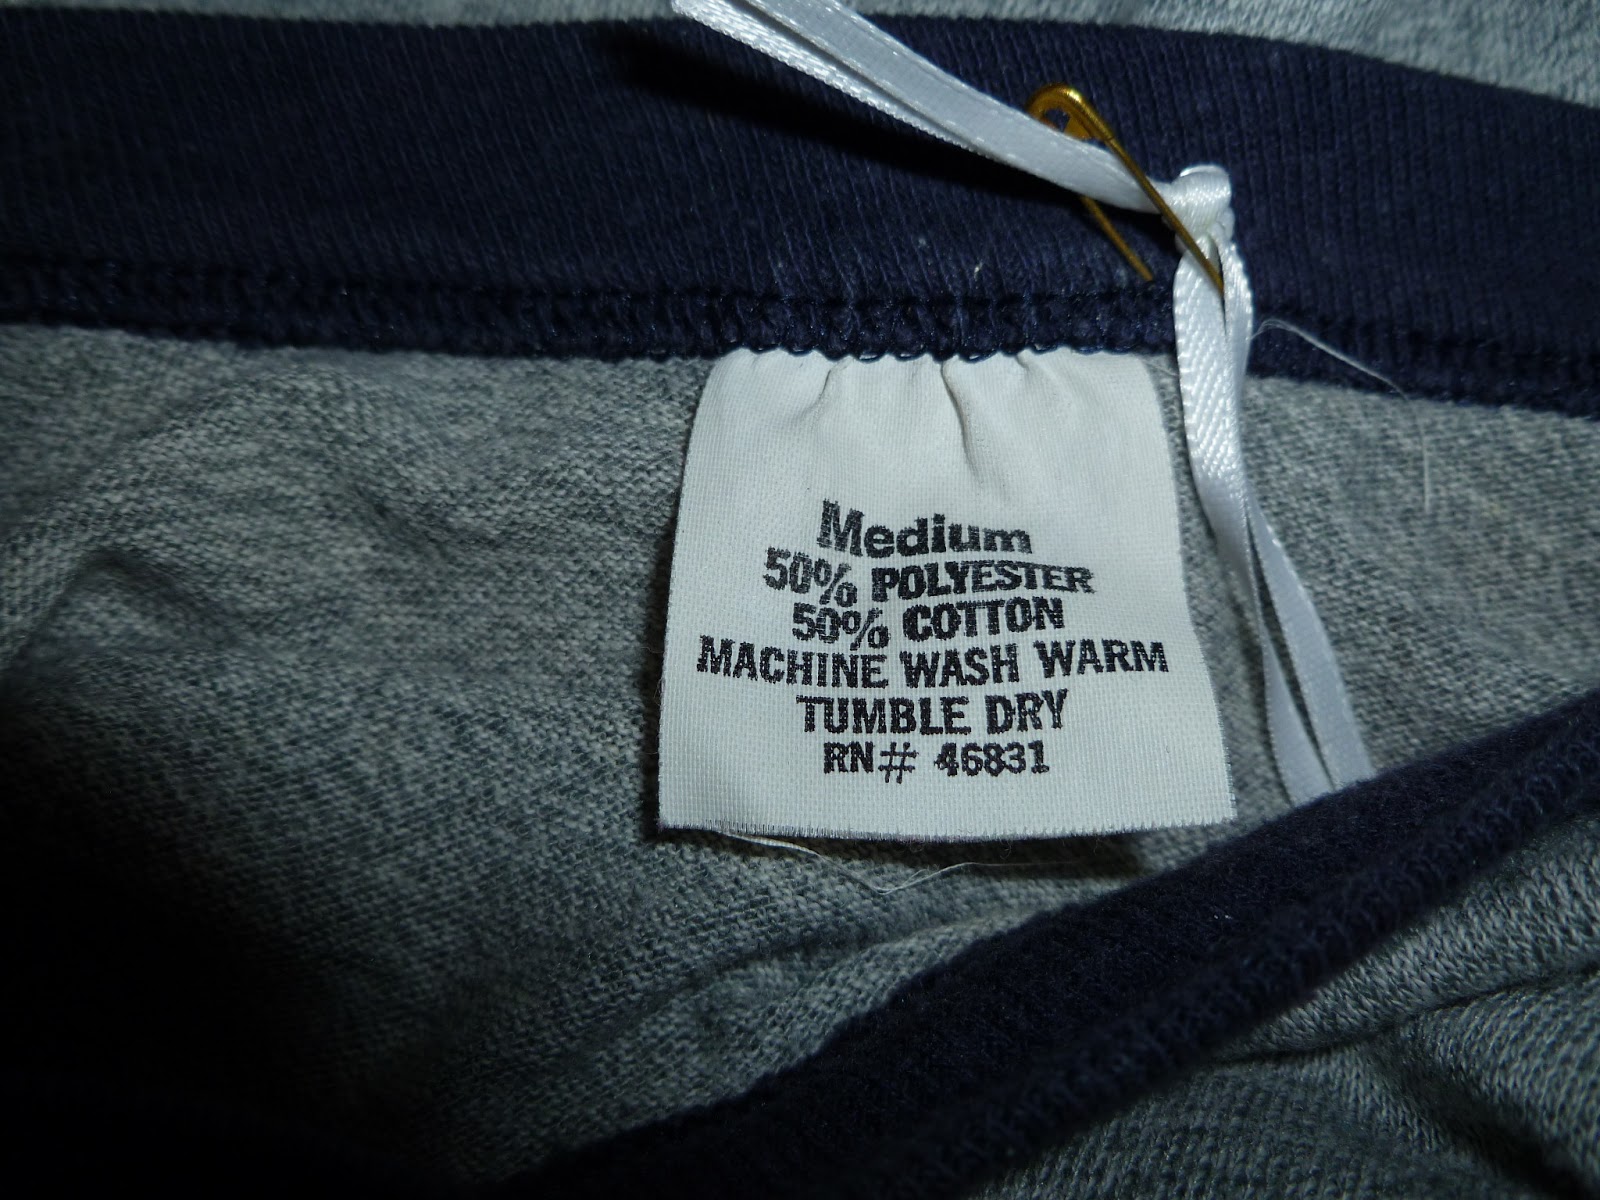 Medium
50% POLYESTER
50% COTTON
MACHINE WASH WARM
TUMBLE DRY
RN# 46831